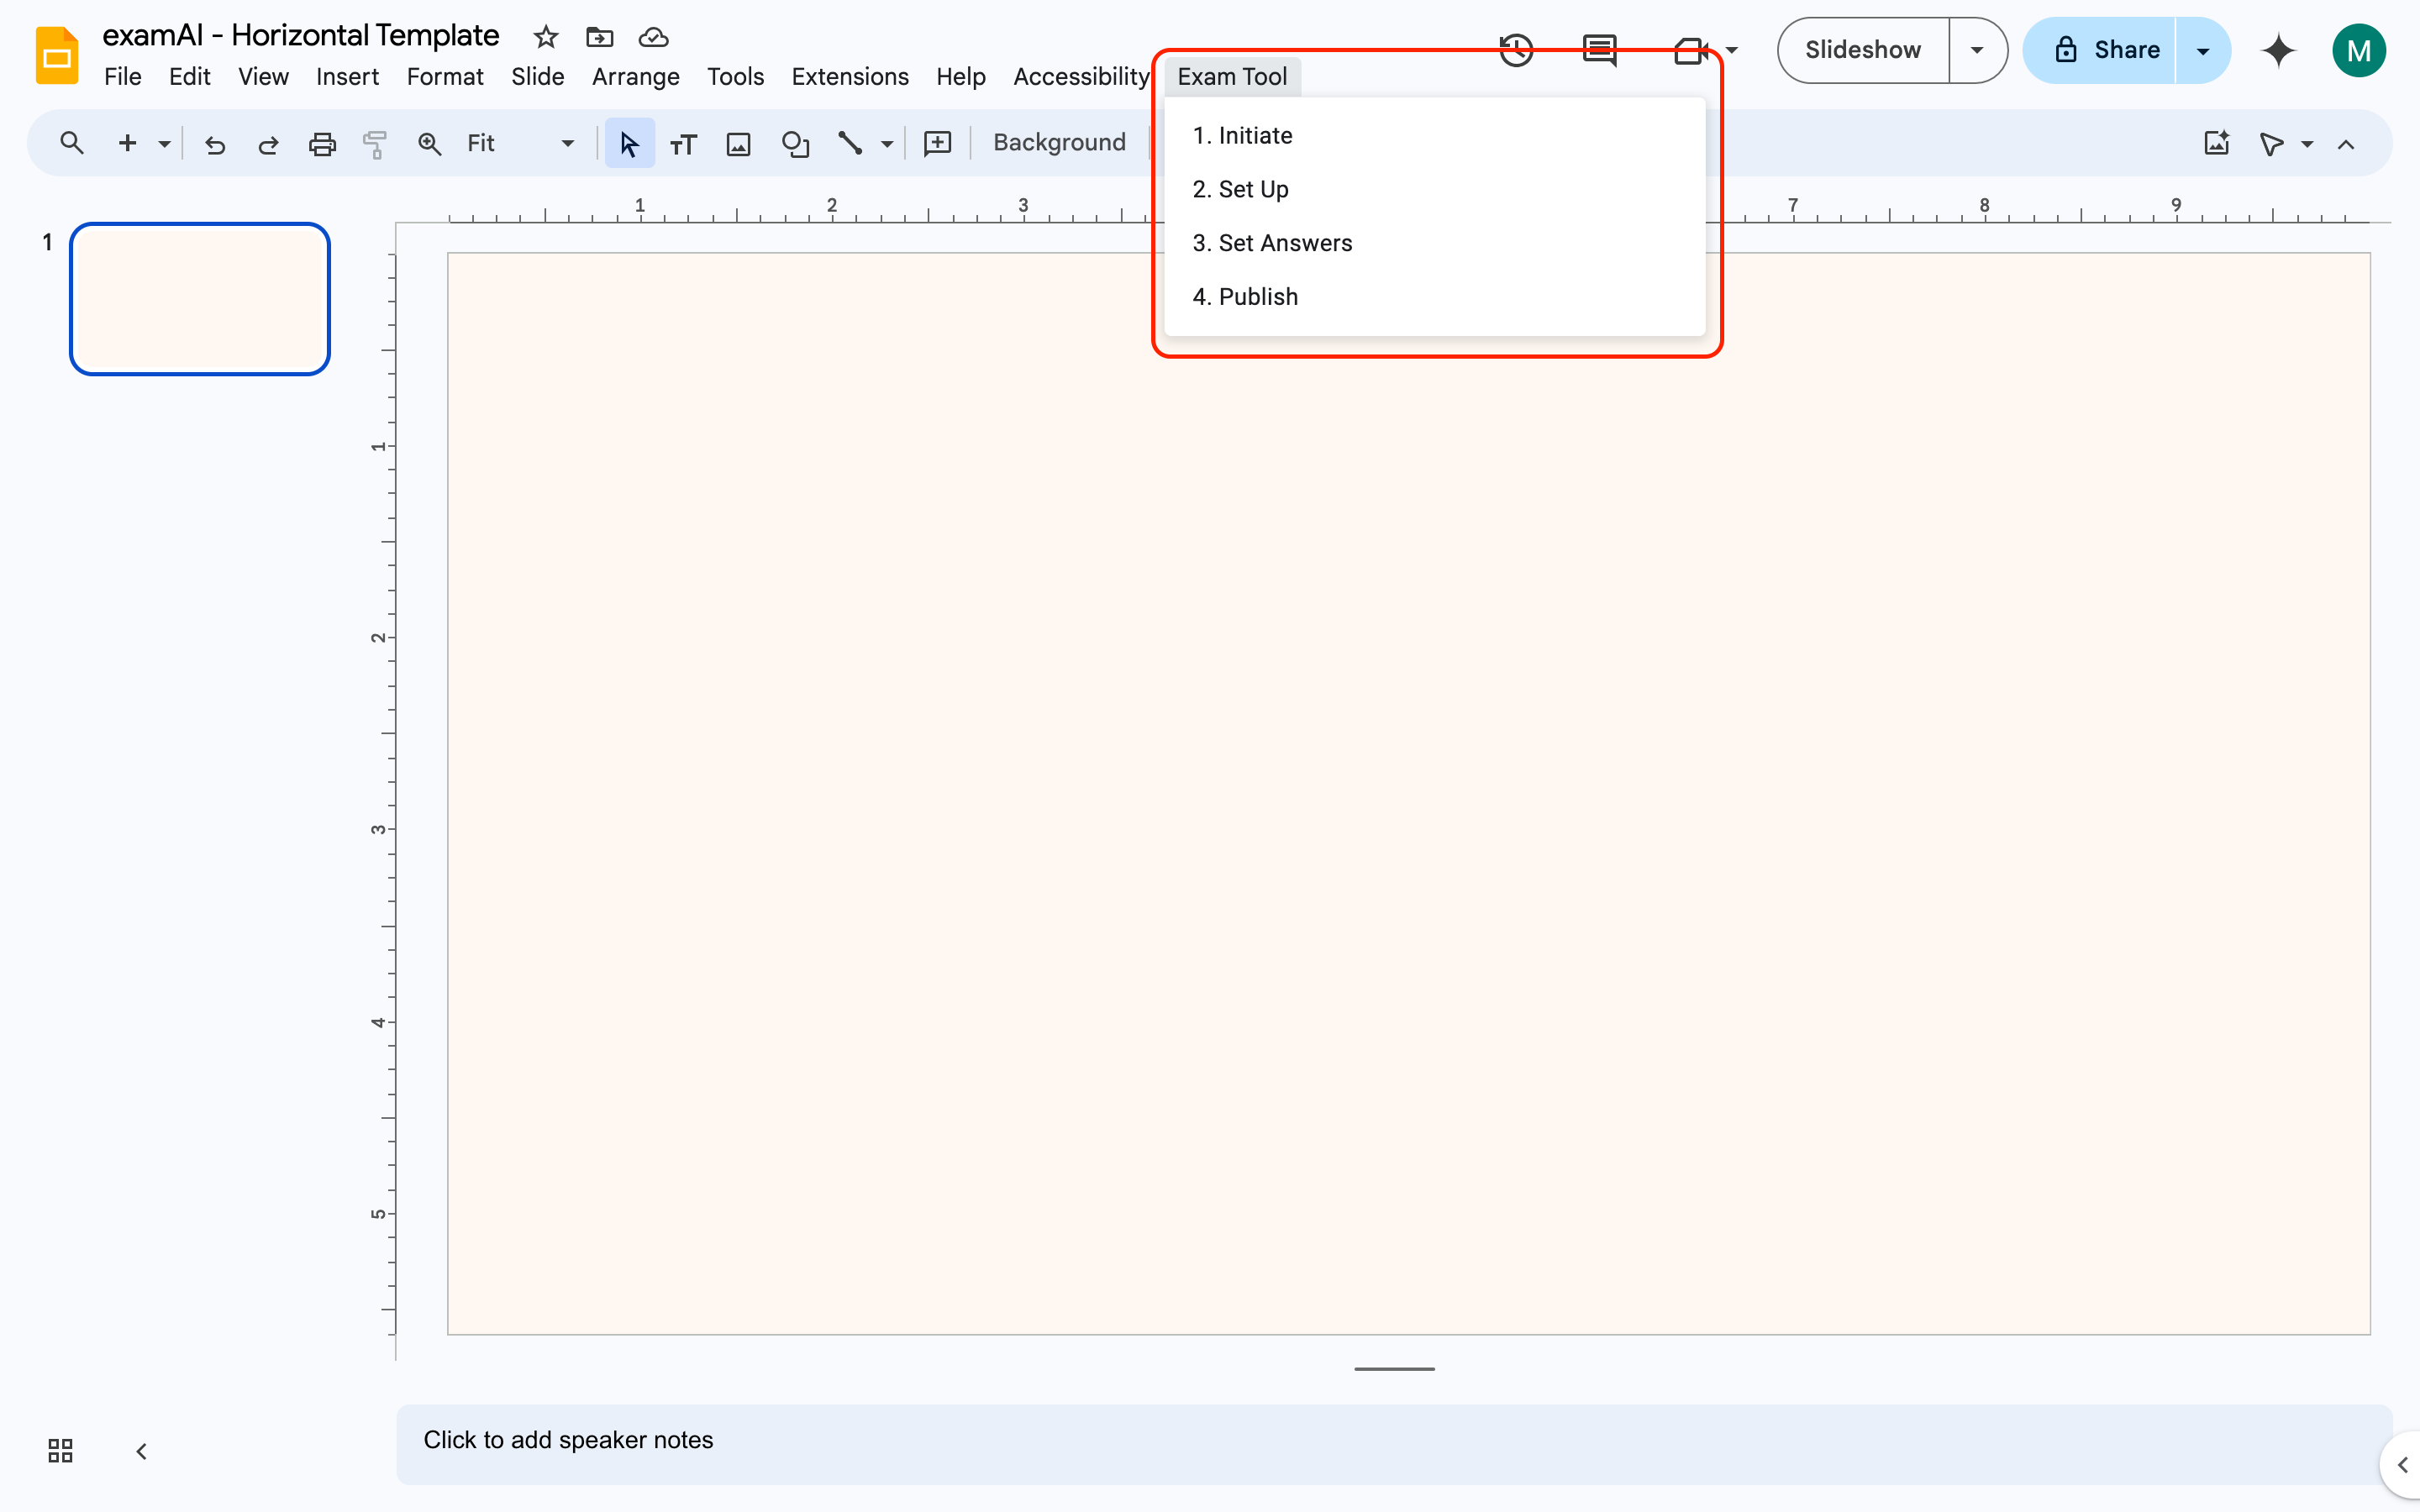 examAI - Horizontal Template
File Edit View Insert Format Slide Arrange Tools Extensions Help Accessibility Exam Tool
Slideshow
Share
M
Fit
Background
1. Initiate
2. Set Up
3. Set Answers
4. Publish
1 2 3 7 8 9
1
1
2
3
4
5
Click to add speaker notes